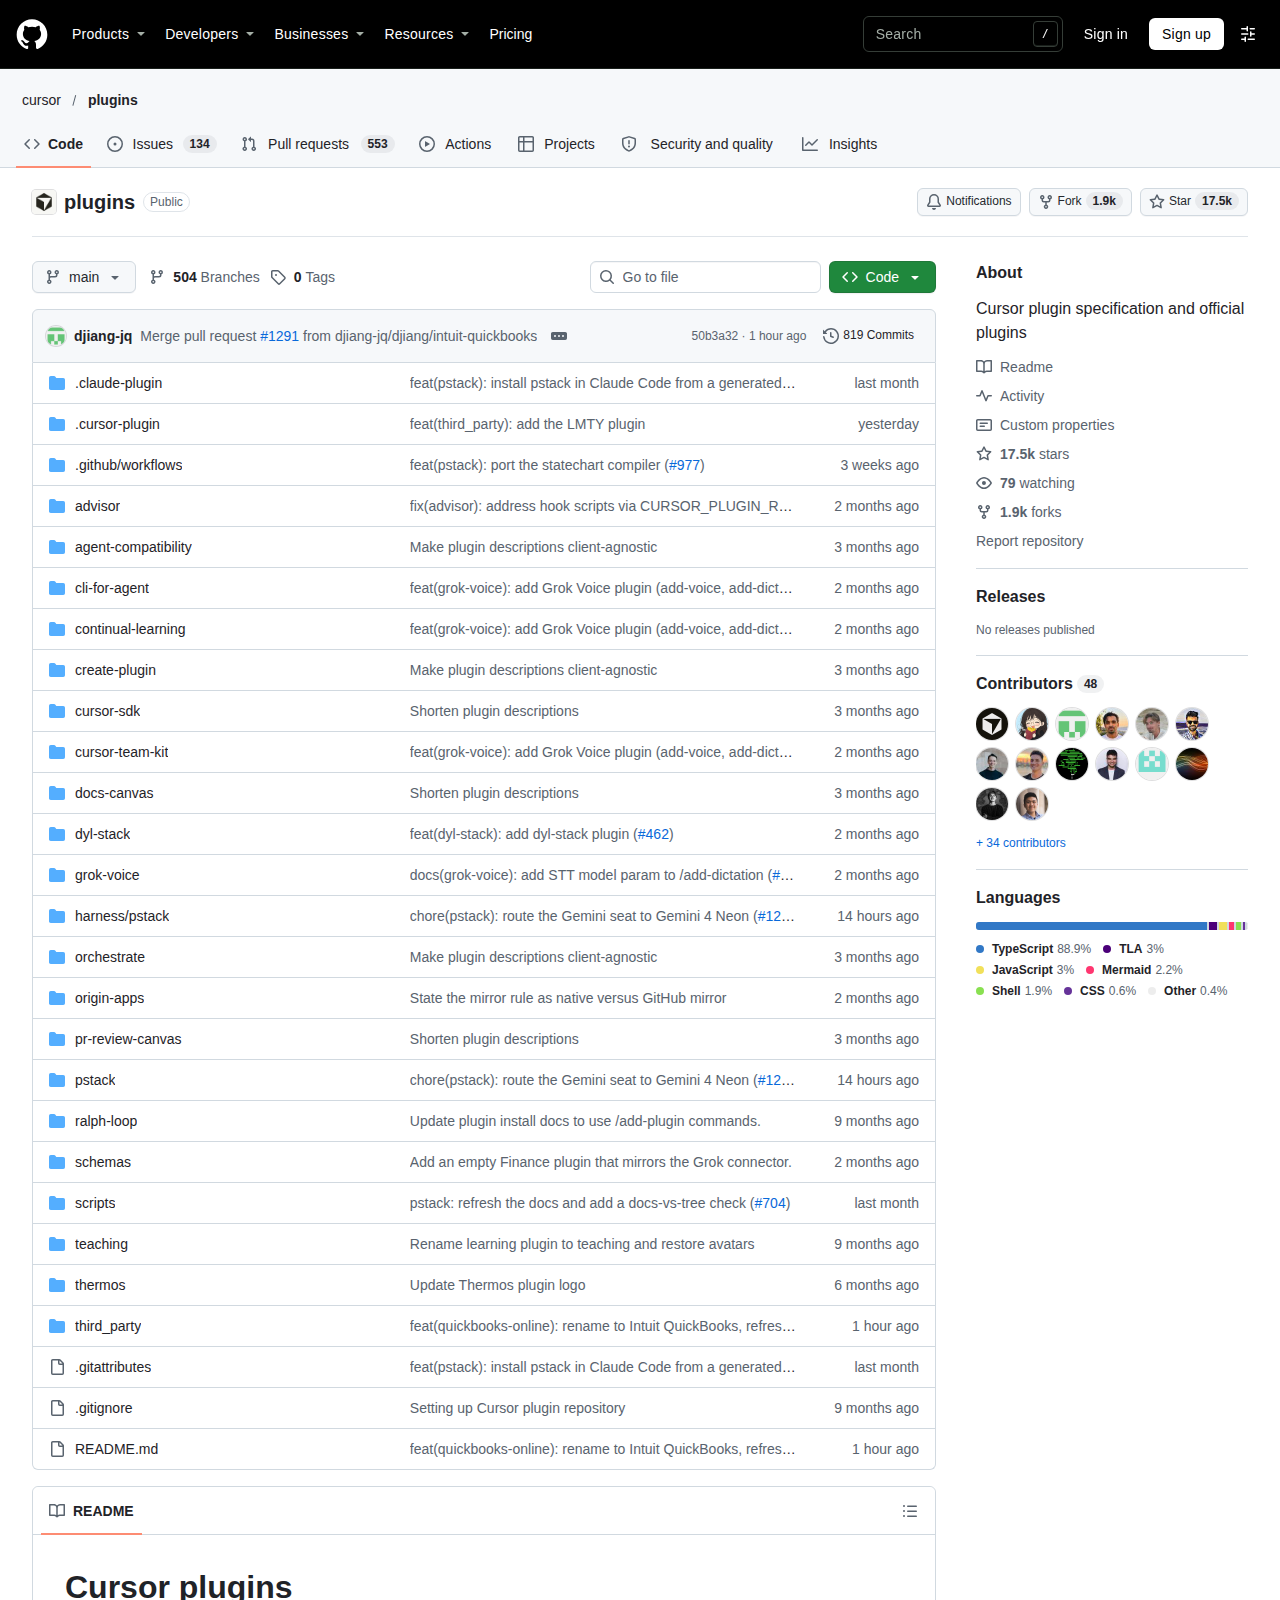 Products Developers Businesses Resources Pricing Search / Sign in Sign up
cursor / plugins
Code Issues 134 Pull requests 553 Actions Projects Security and quality Insights
plugins Public Notifications Fork 1.9k Star 17.5k
main 504 Branches 0 Tags Go to file Code
djiang-jq Merge pull request #1291 from djiang-jq/djiang/intuit-quickbooks 50b3a32 · 1 hour ago 819 Commits
.claude-plugin feat(pstack): install pstack in Claude Code from a generated… last month
.cursor-plugin feat(third_party): add the LMTY plugin yesterday
.github/workflows feat(pstack): port the statechart compiler (#977) 3 weeks ago
advisor fix(advisor): address hook scripts via CURSOR_PLUGIN_R… 2 months ago
agent-compatibility Make plugin descriptions client-agnostic 3 months ago
cli-for-agent feat(grok-voice): add Grok Voice plugin (add-voice, add-dict… 2 months ago
continual-learning feat(grok-voice): add Grok Voice plugin (add-voice, add-dict… 2 months ago
create-plugin Make plugin descriptions client-agnostic 3 months ago
cursor-sdk Shorten plugin descriptions 3 months ago
cursor-team-kit feat(grok-voice): add Grok Voice plugin (add-voice, add-dict… 2 months ago
docs-canvas Shorten plugin descriptions 3 months ago
dyl-stack feat(dyl-stack): add dyl-stack plugin (#462) 2 months ago
grok-voice docs(grok-voice): add STT model param to /add-dictation (#… 2 months ago
harness/pstack chore(pstack): route the Gemini seat to Gemini 4 Neon (#12… 14 hours ago
orchestrate Make plugin descriptions client-agnostic 3 months ago
origin-apps State the mirror rule as native versus GitHub mirror 2 months ago
pr-review-canvas Shorten plugin descriptions 3 months ago
pstack chore(pstack): route the Gemini seat to Gemini 4 Neon (#12… 14 hours ago
ralph-loop Update plugin install docs to use /add-plugin commands. 9 months ago
schemas Add an empty Finance plugin that mirrors the Grok connector. 2 months ago
scripts pstack: refresh the docs and add a docs-vs-tree check (#704) last month
teaching Rename learning plugin to teaching and restore avatars 9 months ago
thermos Update Thermos plugin logo 6 months ago
third_party feat(quickbooks-online): rename to Intuit QuickBooks, refres… 1 hour ago
.gitattributes feat(pstack): install pstack in Claude Code from a generated… last month
.gitignore Setting up Cursor plugin repository 9 months ago
README.md feat(quickbooks-online): rename to Intuit QuickBooks, refres… 1 hour ago
README
Cursor plugins
About
Cursor plugin specification and official
plugins
Readme
Activity
Custom properties
17.5k stars
79 watching
1.9k forks
Report repository
Releases
No releases published
Contributors 48
+ 34 contributors
Languages
TypeScript 88.9% TLA 3%
JavaScript 3% Mermaid 2.2%
Shell 1.9% CSS 0.6% Other 0.4%